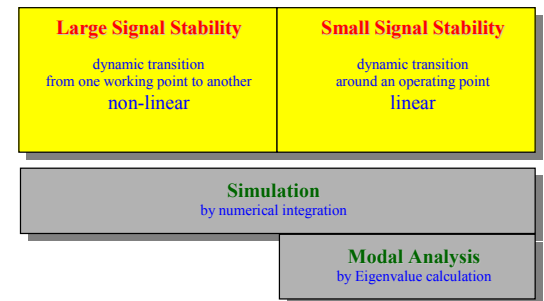 Large Signal Stability
dynamic transition
from one working point to another
non-linear
Small Signal Stability
dynamic transition
around an operating point
linear
Simulation
by numerical integration
Modal Analysis
by Eigenvalue calculation